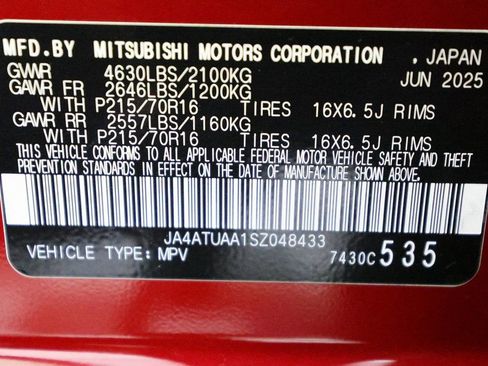 MFD.BY MITSUBISHI MOTORS CORPORATION . JAPAN
GVWR 4630LBS/2100KG JUN 2025
GAWR FR 2646LBS/1200KG
WITH P215/70R16 TIRES 16X6.5J RIMS
GAWR RR 2557LBS/1160KG
WITH P215/70R16 TIRES 16X6.5J RIMS
THIS VEHICLE CONFORMS TO ALL APPLICABLE FEDERAL MOTOR VEHICLE SAFETY AND THEFT
PREVENTION STANDARDS IN EFFECT ON THE DATE OF MANUFACTURE SHOWN ABOVE.
JA4ATUAA1SZ048433
VEHICLE TYPE: MPV 7430C 535